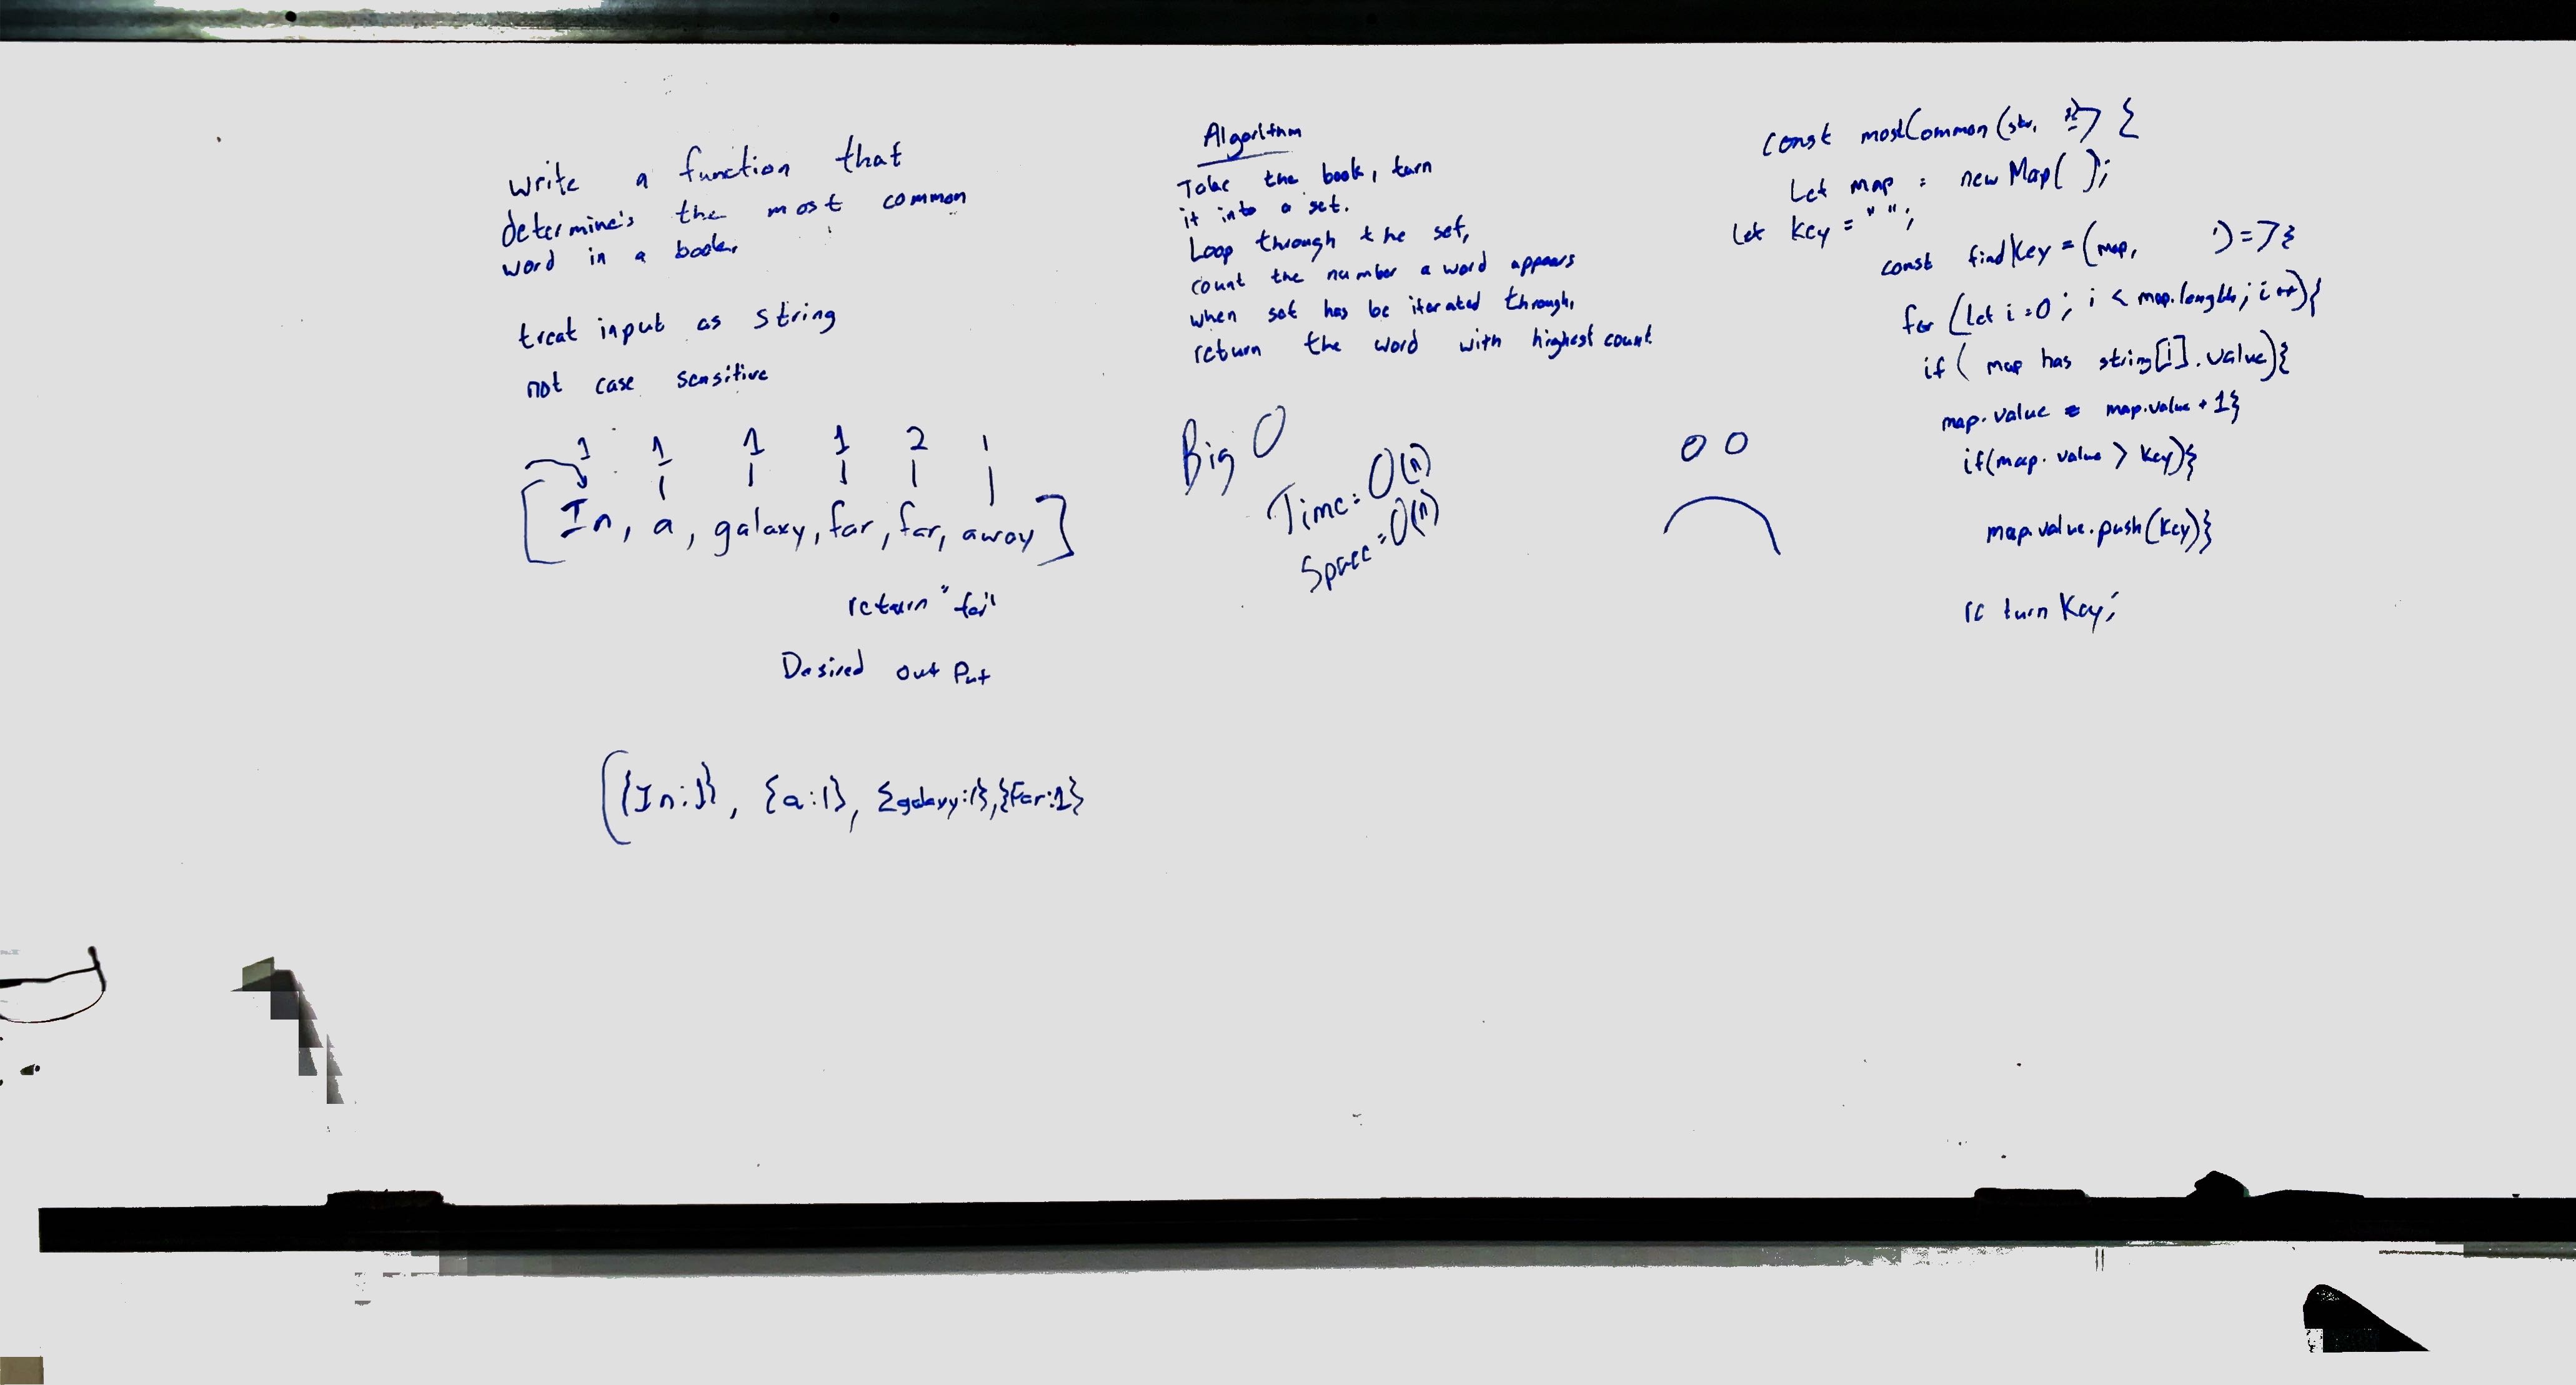 write a function that
determine's the most common
word in a book.
treat input as string
not case sensitive
1 1 1 1 2 1
[In, a, galaxy, far, far, away]
return "far"
Desired out Put
[{In:1}, {a:1}, {galaxy:1}, {Far:1}
Algorithm
Take the book, turn
it into a set.
Loop through the set,
count the number a word appears
when set has be iterated through,
return the word with highest count
Big O
Time: O(n)
Space = O(n)
const mostCommon (str, {
Let map = new Map( );
let key = " ";
const findKey = (map, ') => {
for (let i = 0; i < map.length; i++){
if ( map has string[i].value){
map.value = map.value + 1}
if(map.value > key){
map.value.push(key)}
return Key;